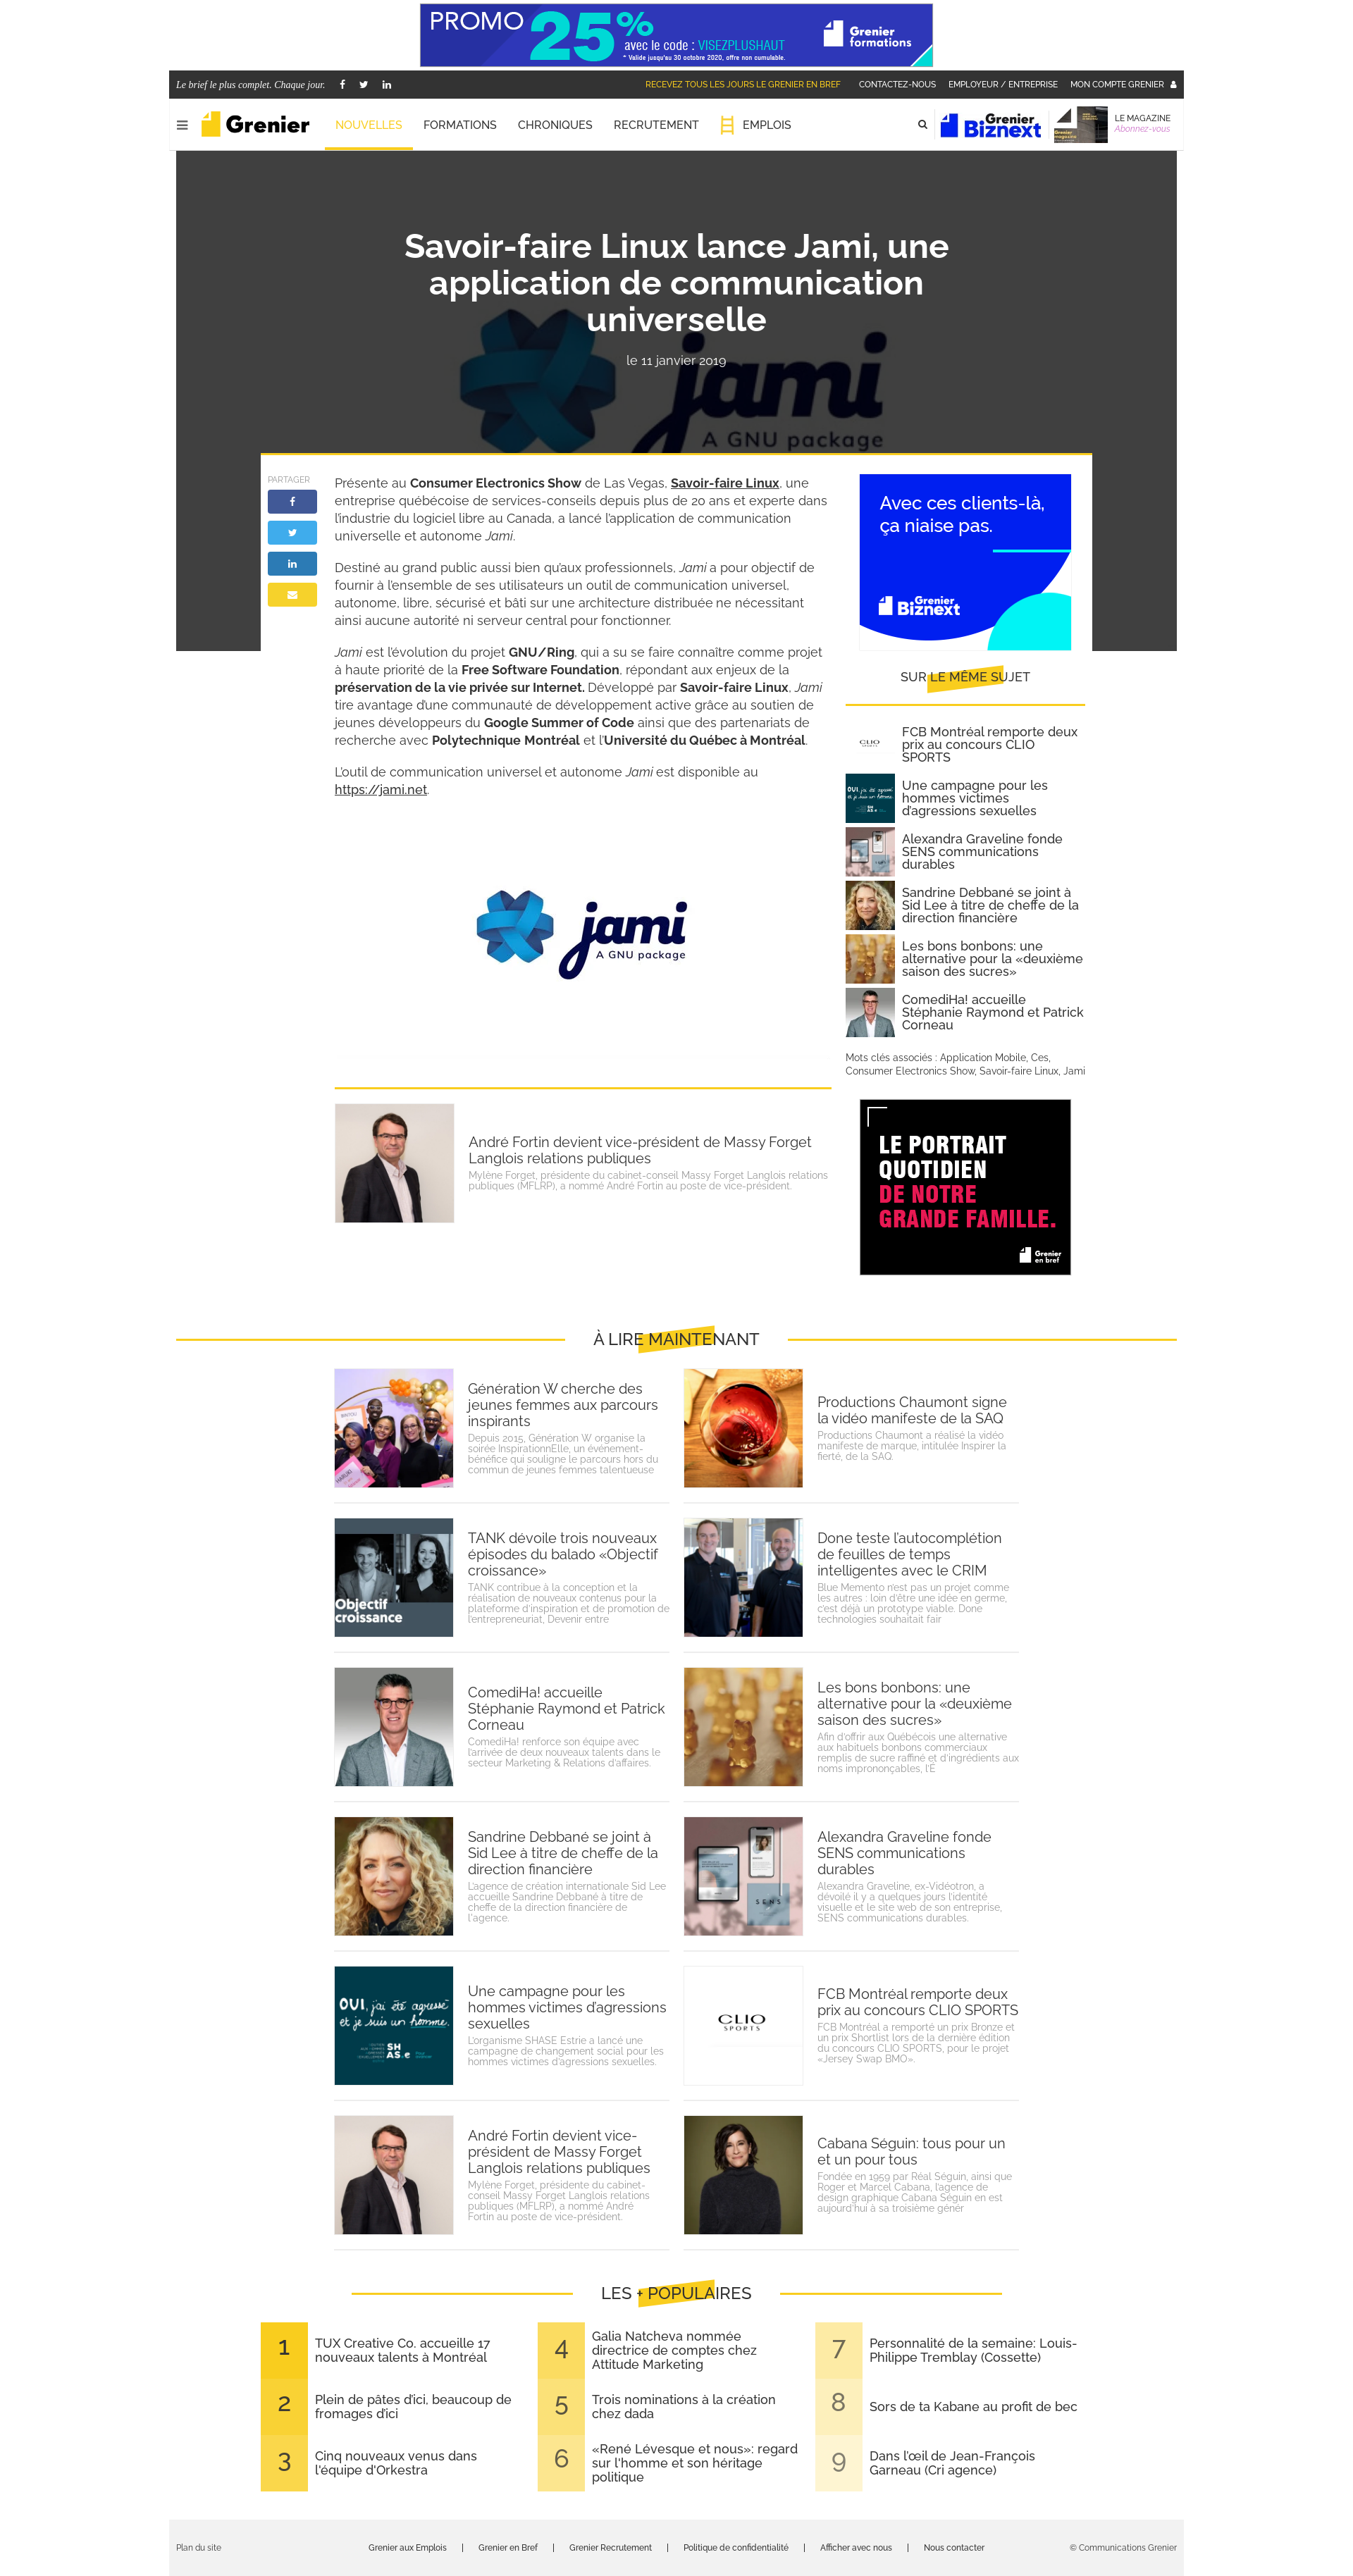 PROMO 25% avec le code : VISEZPLUSHAUT
* Valide jusqu'au 30 octobre 2020, offre non cumulable.
Grenier
formations
Le brief le plus complet. Chaque jour.
RECEVEZ TOUS LES JOURS LE GRENIER EN BREF CONTACTEZ-NOUS EMPLOYEUR / ENTREPRISE MON COMPTE GRENIER
Grenier NOUVELLES FORMATIONS CHRONIQUES RECRUTEMENT EMPLOIS
Grenier
Biznext
LE MAGAZINE
Abonnez-vous
Savoir-faire Linux lance Jami, une
application de communication
universelle
le 11 janvier 2019
jami
A GNU package
PARTAGER
Présente au Consumer Electronics Show de Las Vegas, Savoir-faire Linux, une
entreprise québécoise de services-conseils depuis plus de 20 ans et experte dans
l’industrie du logiciel libre au Canada, a lancé l’application de communication
universelle et autonome Jami.
Destiné au grand public aussi bien qu’aux professionnels, Jami a pour objectif de
fournir à l’ensemble de ses utilisateurs un outil de communication universel,
autonome, libre, sécurisé et bâti sur une architecture distribuée ne nécessitant
ainsi aucune autorité ni serveur central pour fonctionner.
Jami est l’évolution du projet GNU/Ring, qui a su se faire connaître comme projet
à haute priorité de la Free Software Foundation, répondant aux enjeux de la
préservation de la vie privée sur Internet. Développé par Savoir-faire Linux, Jami
tire avantage d’une communauté de développement active grâce au soutien de
jeunes développeurs du Google Summer of Code ainsi que des partenariats de
recherche avec Polytechnique Montréal et l’Université du Québec à Montréal.
L’outil de communication universel et autonome Jami est disponible au
https://jami.net.
jami
A GNU package
André Fortin devient vice-président de Massy Forget
Langlois relations publiques
Mylène Forget, présidente du cabinet-conseil Massy Forget Langlois relations
publiques (MFLRP), a nommé André Fortin au poste de vice-président.
Avec ces clients-là,
ça niaise pas.
Grenier
Biznext
SUR LE MÊME SUJET
CLIO
SPORTS
FCB Montréal remporte deux
prix au concours CLIO
SPORTS
Une campagne pour les
hommes victimes
d’agressions sexuelles
Alexandra Graveline fonde
SENS communications
durables
Sandrine Debbané se joint à
Sid Lee à titre de cheffe de la
direction financière
Les bons bonbons: une
alternative pour la «deuxième
saison des sucres»
ComediHa! accueille
Stéphanie Raymond et Patrick
Corneau
Mots clés associés : Application Mobile, Ces,
Consumer Electronics Show, Savoir-faire Linux, Jami
LE PORTRAIT
QUOTIDIEN
DE NOTRE
GRANDE FAMILLE.
Grenier
en bref
À LIRE MAINTENANT
Génération W cherche des
jeunes femmes aux parcours
inspirants
Depuis 2015, Génération W organise la
soirée InspirationnElle, un événement-
bénéfice qui souligne le parcours hors du
commun de jeunes femmes talentueuse
Productions Chaumont signe
la vidéo manifeste de la SAQ
Productions Chaumont a réalisé la vidéo
manifeste de marque, intitulée Inspirer la
fierté, de la SAQ.
Objectif
croissance
TANK dévoile trois nouveaux
épisodes du balado «Objectif
croissance»
TANK contribue à la conception et la
réalisation de nouveaux contenus pour la
plateforme d’inspiration et de promotion de
l’entrepreneuriat, Devenir entre
Done teste l’autocomplétion
de feuilles de temps
intelligentes avec le CRIM
Blue Memento n’est pas un projet comme
les autres : loin d’être une idée en germe,
c’est déjà un prototype viable. Done
technologies souhaitait fair
ComediHa! accueille
Stéphanie Raymond et Patrick
Corneau
ComediHa! renforce son équipe avec
l’arrivée de deux nouveaux talents dans le
secteur Marketing & Relations d’affaires.
Les bons bonbons: une
alternative pour la «deuxième
saison des sucres»
Afin d’offrir aux Québécois une alternative
aux habituels bonbons commerciaux
remplis de sucre raffiné et d’ingrédients aux
noms imprononçables, l’É
Sandrine Debbané se joint à
Sid Lee à titre de cheffe de la
direction financière
L’agence de création internationale Sid Lee
accueille Sandrine Debbané à titre de
cheffe de la direction financière de
l'agence.
SENS
Alexandra Graveline fonde
SENS communications
durables
Alexandra Graveline, ex-Vidéotron, a
dévoilé il y a quelques jours l’identité
visuelle et le site web de son entreprise,
SENS communications durables.
OUI, j'ai été agressé
et je suis un homme.
SH
AS.e
Une campagne pour les
hommes victimes d’agressions
sexuelles
L’organisme SHASE Estrie a lancé une
campagne de changement social pour les
hommes victimes d’agressions sexuelles.
CLIO
SPORTS
FCB Montréal remporte deux
prix au concours CLIO SPORTS
FCB Montréal a remporté un prix Bronze et
un prix Shortlist lors de la dernière édition
du concours CLIO SPORTS, pour le projet
«Jersey Swap BMO».
André Fortin devient vice-
président de Massy Forget
Langlois relations publiques
Mylène Forget, présidente du cabinet-
conseil Massy Forget Langlois relations
publiques (MFLRP), a nommé André
Fortin au poste de vice-président.
Cabana Séguin: tous pour un
et un pour tous
Fondée en 1959 par Réal Séguin, ainsi que
Roger et Marcel Cabana, l’agence de
design graphique Cabana Séguin en est
aujourd’hui à sa troisième génér
LES + POPULAIRES
1 TUX Creative Co. accueille 17
nouveaux talents à Montréal
2 Plein de pâtes d’ici, beaucoup de
fromages d’ici
3 Cinq nouveaux venus dans
l'équipe d'Orkestra
4 Galia Natcheva nommée
directrice de comptes chez
Attitude Marketing
5 Trois nominations à la création
chez dada
6 «René Lévesque et nous»: regard
sur l'homme et son héritage
politique
7 Personnalité de la semaine: Louis-
Philippe Tremblay (Cossette)
8 Sors de ta Kabane au profit de bec
9 Dans l’œil de Jean-François
Garneau (Cri agence)
Plan du site Grenier aux Emplois | Grenier en Bref | Grenier Recrutement | Politique de confidentialité | Afficher avec nous | Nous contacter © Communications Grenier